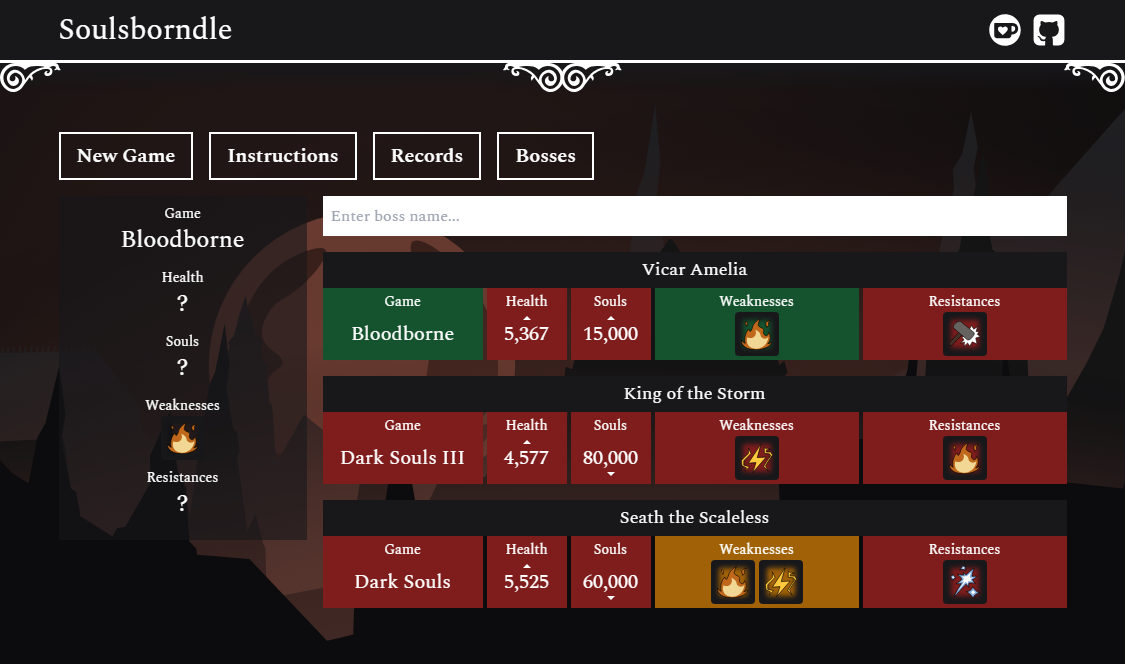 Soulsborndle
New Game Instructions Records Bosses
Game
Bloodborne
Health
?
Souls
?
Weaknesses
Resistances
?
Enter boss name...
Vicar Amelia
Game Health Souls Weaknesses Resistances
Bloodborne 5,367 15,000
King of the Storm
Game Health Souls Weaknesses Resistances
Dark Souls III 4,577 80,000
Seath the Scaleless
Game Health Souls Weaknesses Resistances
Dark Souls 5,525 60,000